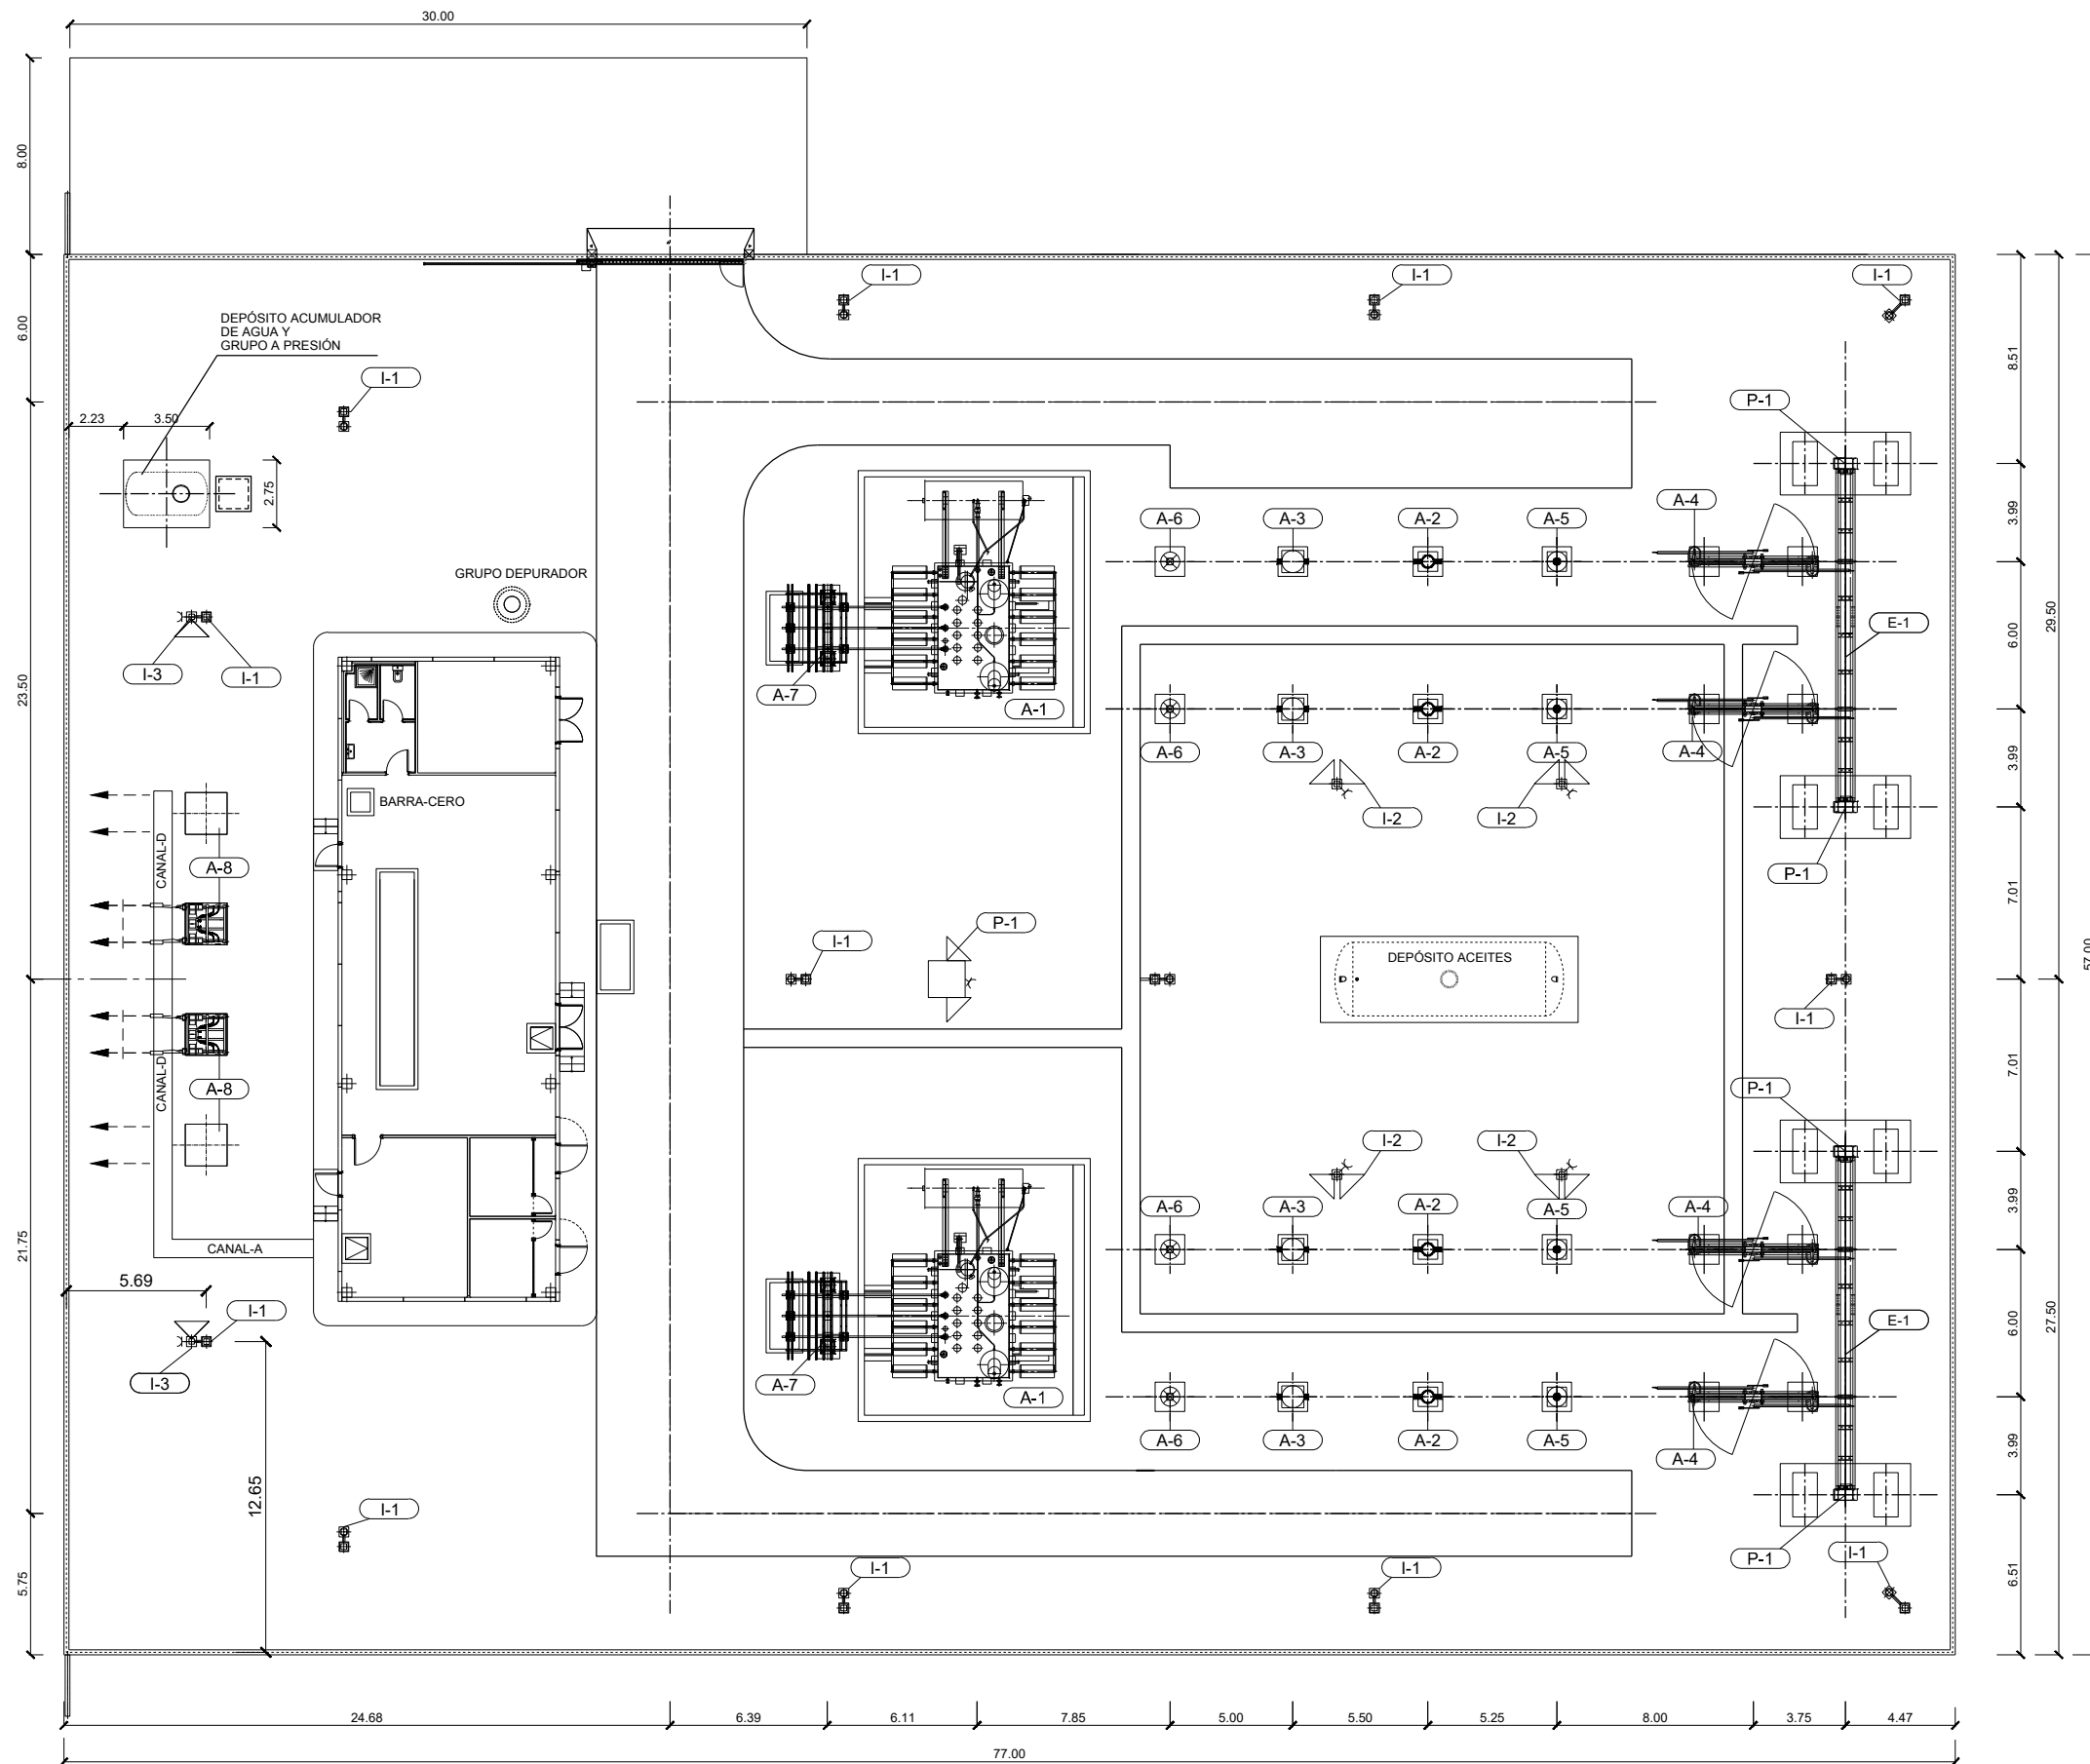 30.00
8.00
I-1
I-1
I-1
DEPÓSITO ACUMULADOR
DE AGUA Y
GRUPO A PRESIÓN
6.00
8.51
I-1
P-1
2.23
3.50
2.75
A-4
A-6
A-3
A-2
A-5
3.99
GRUPO DEPURADOR
E-1
6.00
29.50
I-3
I-1
A-7
A-1
23.50
A-6
A-3
A-2
A-5
A-4
3.99
BARRA-CERO
I-2
I-2
CANAL-D
A-8
P-1
7.01
P-1
I-1
57.00
DEPÓSITO ACEITES
I-1
7.01
CANAL-D
A-8
P-1
I-2
I-2
A-6
A-3
A-2
A-5
A-4
3.99
21.75
CANAL-A
5.69
I-1
E-1
6.00
27.50
I-3
A-7
A-1
A-6
A-3
A-2
A-5
A-4
3.99
12.65
I-1
I-1
I-1
P-1
I-1
5.75
6.51
24.68
6.39
6.11
7.85
5.00
5.50
5.25
8.00
3.75
4.47
77.00